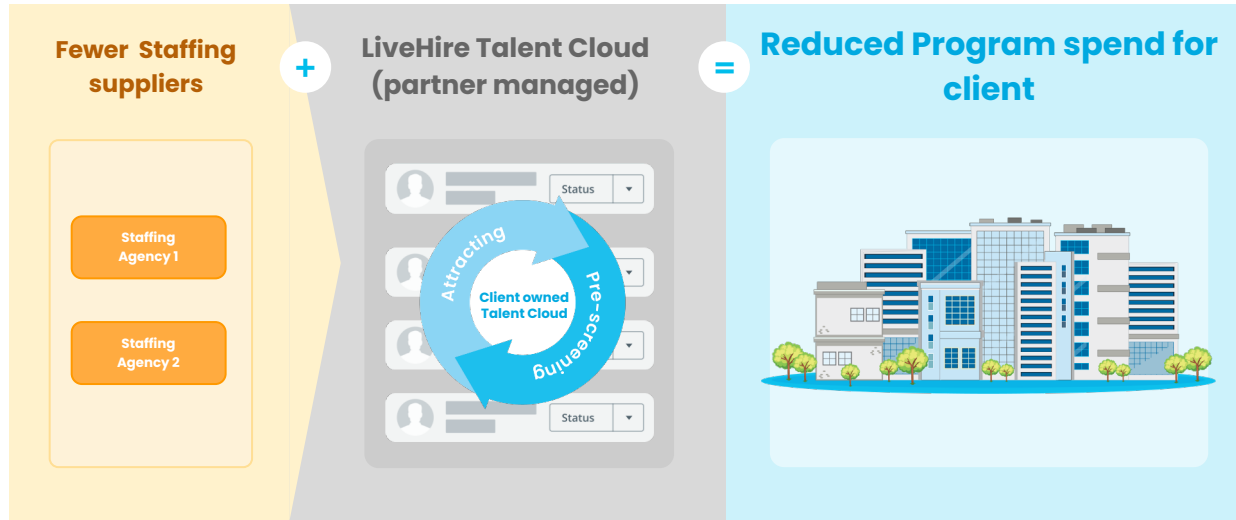 Fewer Staffing
suppliers
+
LiveHire Talent Cloud
(partner managed)
=
Reduced Program spend for
client
Staffing
Agency 1
Staffing
Agency 2
Status
Attracting
Pre-screening
Client owned
Talent Cloud
Status